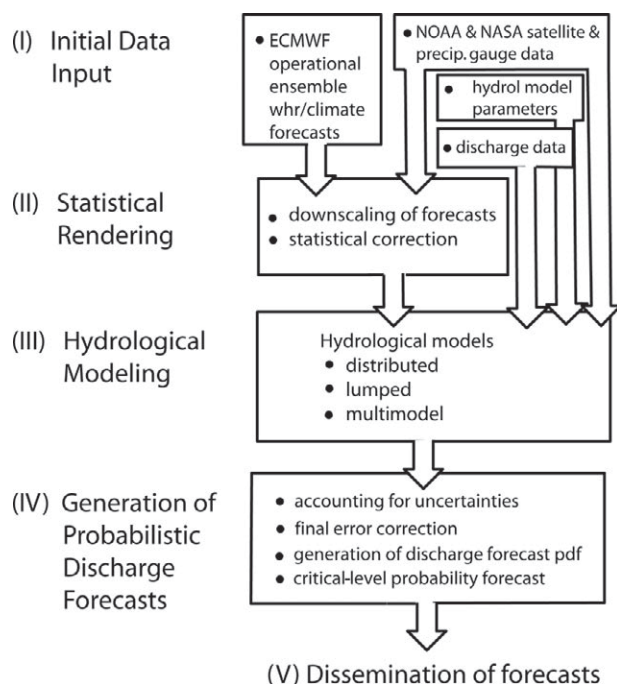 (I) Initial Data
Input
• ECMWF
operational
ensemble
whr/climate
forecasts
• NOAA & NASA satellite &
precip. gauge data
• hydrol model
parameters
• discharge data
(II) Statistical
Rendering
• downscaling of forecasts
• statistical correction
(III) Hydrological
Modeling
Hydrological models
• distributed
• lumped
• multimodel
(IV) Generation of
Probabilistic
Discharge
Forecasts
• accounting for uncertainties
• final error correction
• generation of discharge forecast pdf
• critical-level probability forecast
(V) Dissemination of forecasts